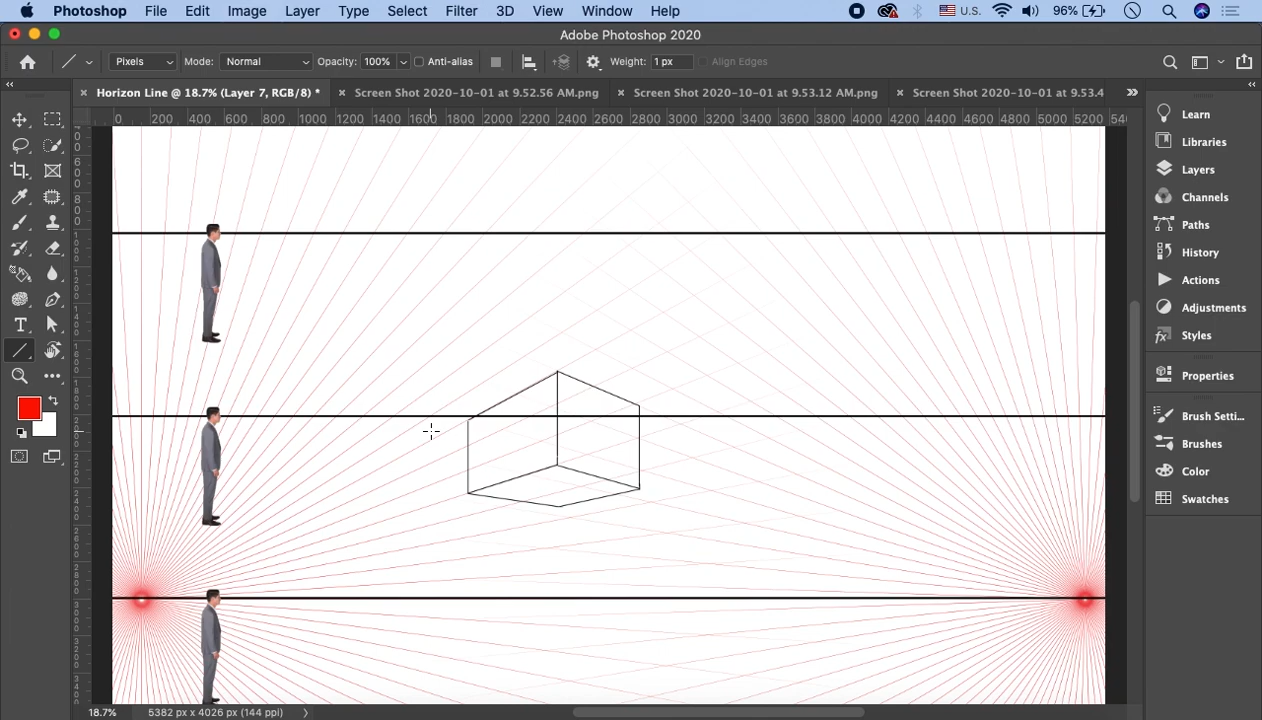 Photoshop File Edit Image Layer Type Select Filter 3D View Window Help U.S. 96%
Adobe Photoshop 2020
Pixels Mode: Normal Opacity: 100% Anti-alias Weight: 1 px Align Edges
× Horizon Line @ 18.7% (Layer 7, RGB/8) * × Screen Shot 2020-10-01 at 9.52.56 AM.png × Screen Shot 2020-10-01 at 9.53.12 AM.png × Screen Shot 2020-10-01 at 9.53.4
0 200 400 600 800 1000 1200 1400 1600 1800 2000 2200 2400 2600 2800 3000 3200 3400 3600 3800 4000 4200 4400 4600 4800 5000 5200 540
Learn
Libraries
Layers
Channels
Paths
History
Actions
Adjustments
Styles
Properties
Brush Setti...
Brushes
Color
Swatches
18.7% 5382 px x 4026 px (144 ppi)